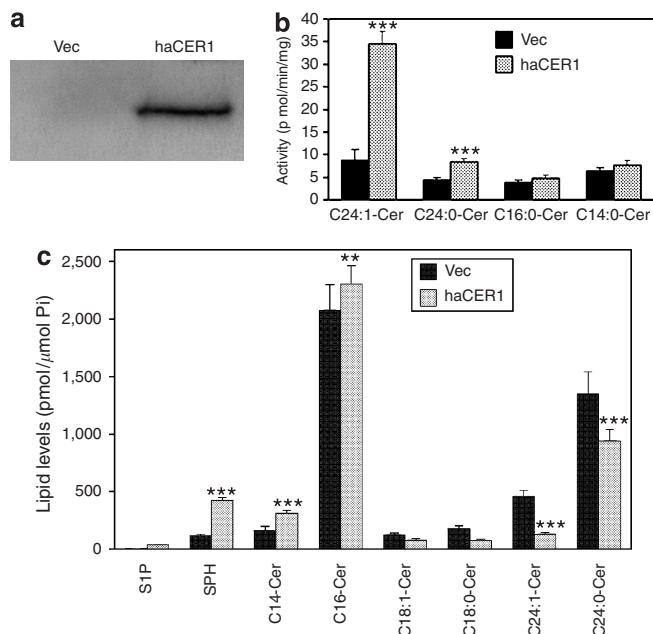 a
Vec haCER1
b
Activity (p mol/min/mg)
40
35
30
25
20
15
10
5
0
***
***
Vec
haCER1
C24:1-Cer C24:0-Cer C16:0-Cer C14:0-Cer
c
Lipid levels (pmol/μmol Pi)
2,500
2,000
1,500
1,000
500
0
***
***
**
***
***
Vec
haCER1
S1P
SPH
C14-Cer
C16-Cer
C18:1-Cer
C18:0-Cer
C24:1-Cer
C24:0-Cer